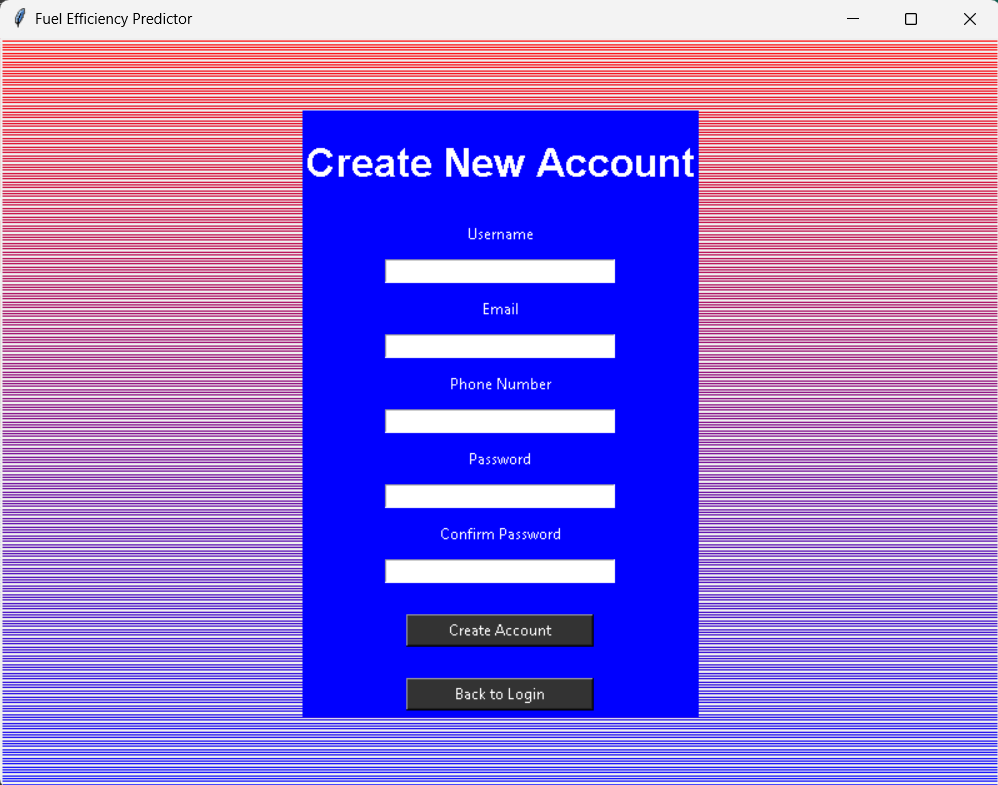 Fuel Efficiency Predictor
Create New Account
Username
Email
Phone Number
Password
Confirm Password
Create Account
Back to Login